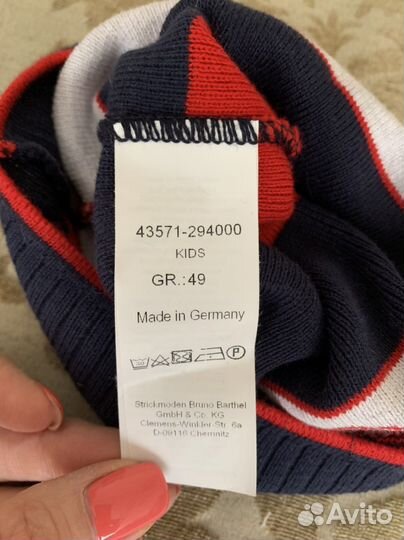 43571-294000
KIDS
GR.:49
Made in Germany
P
Strickmoden Bruno Barthel
GmbH & Co. KG
Clemens-Winkler-Str. 6a
D-09116 Chemnitz
Avito